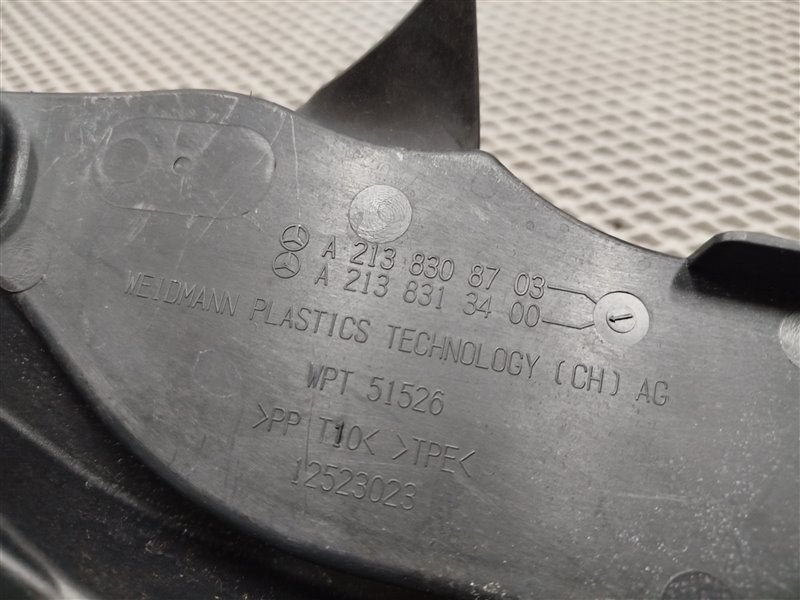 A 213 830 87 03
A 213 831 34 00
WEIDMANN PLASTICS TECHNOLOGY (CH) AG
WPT 51526
>PP T10< >TPE<
12523023